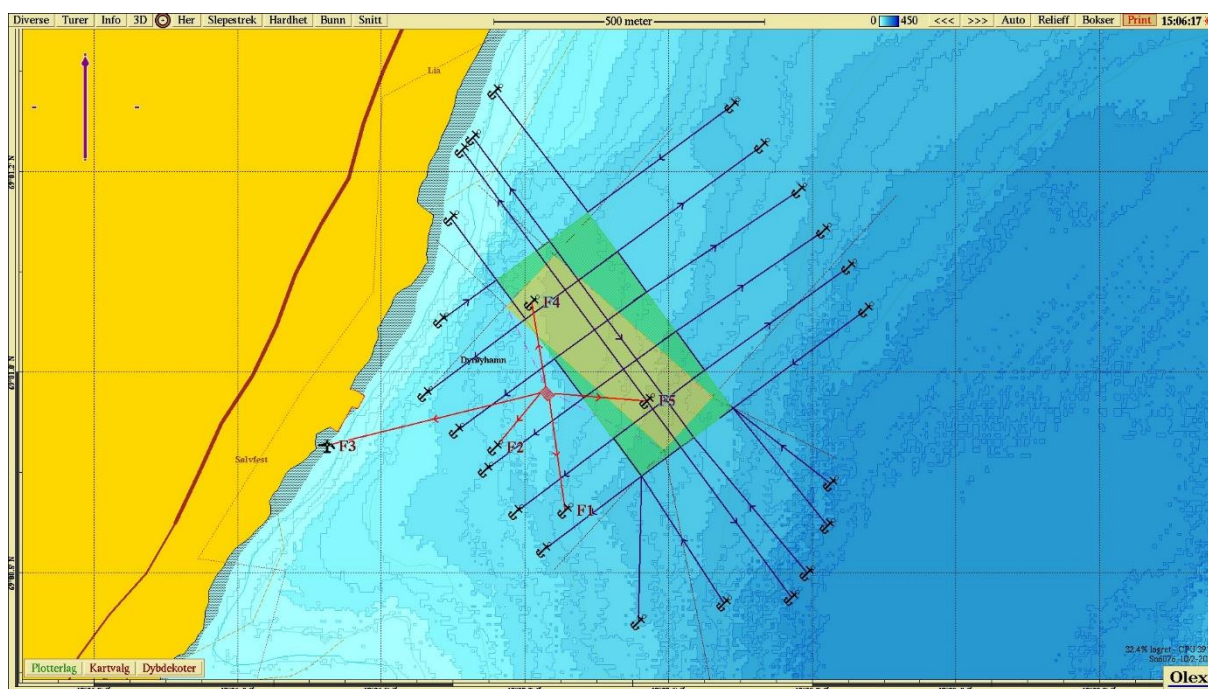 Diverse Turer Info 3D Her Slepestrek Hardhet Bunn Snitt 500 meter 0 450 <<< >>> Auto Relieff Bokser Print 15:06:17
Lia
F4
Dyrøyhamn
F5
F3
F2
Sølvfest
F1
Plotterlag Kartvalg Dybdekoter
Olex